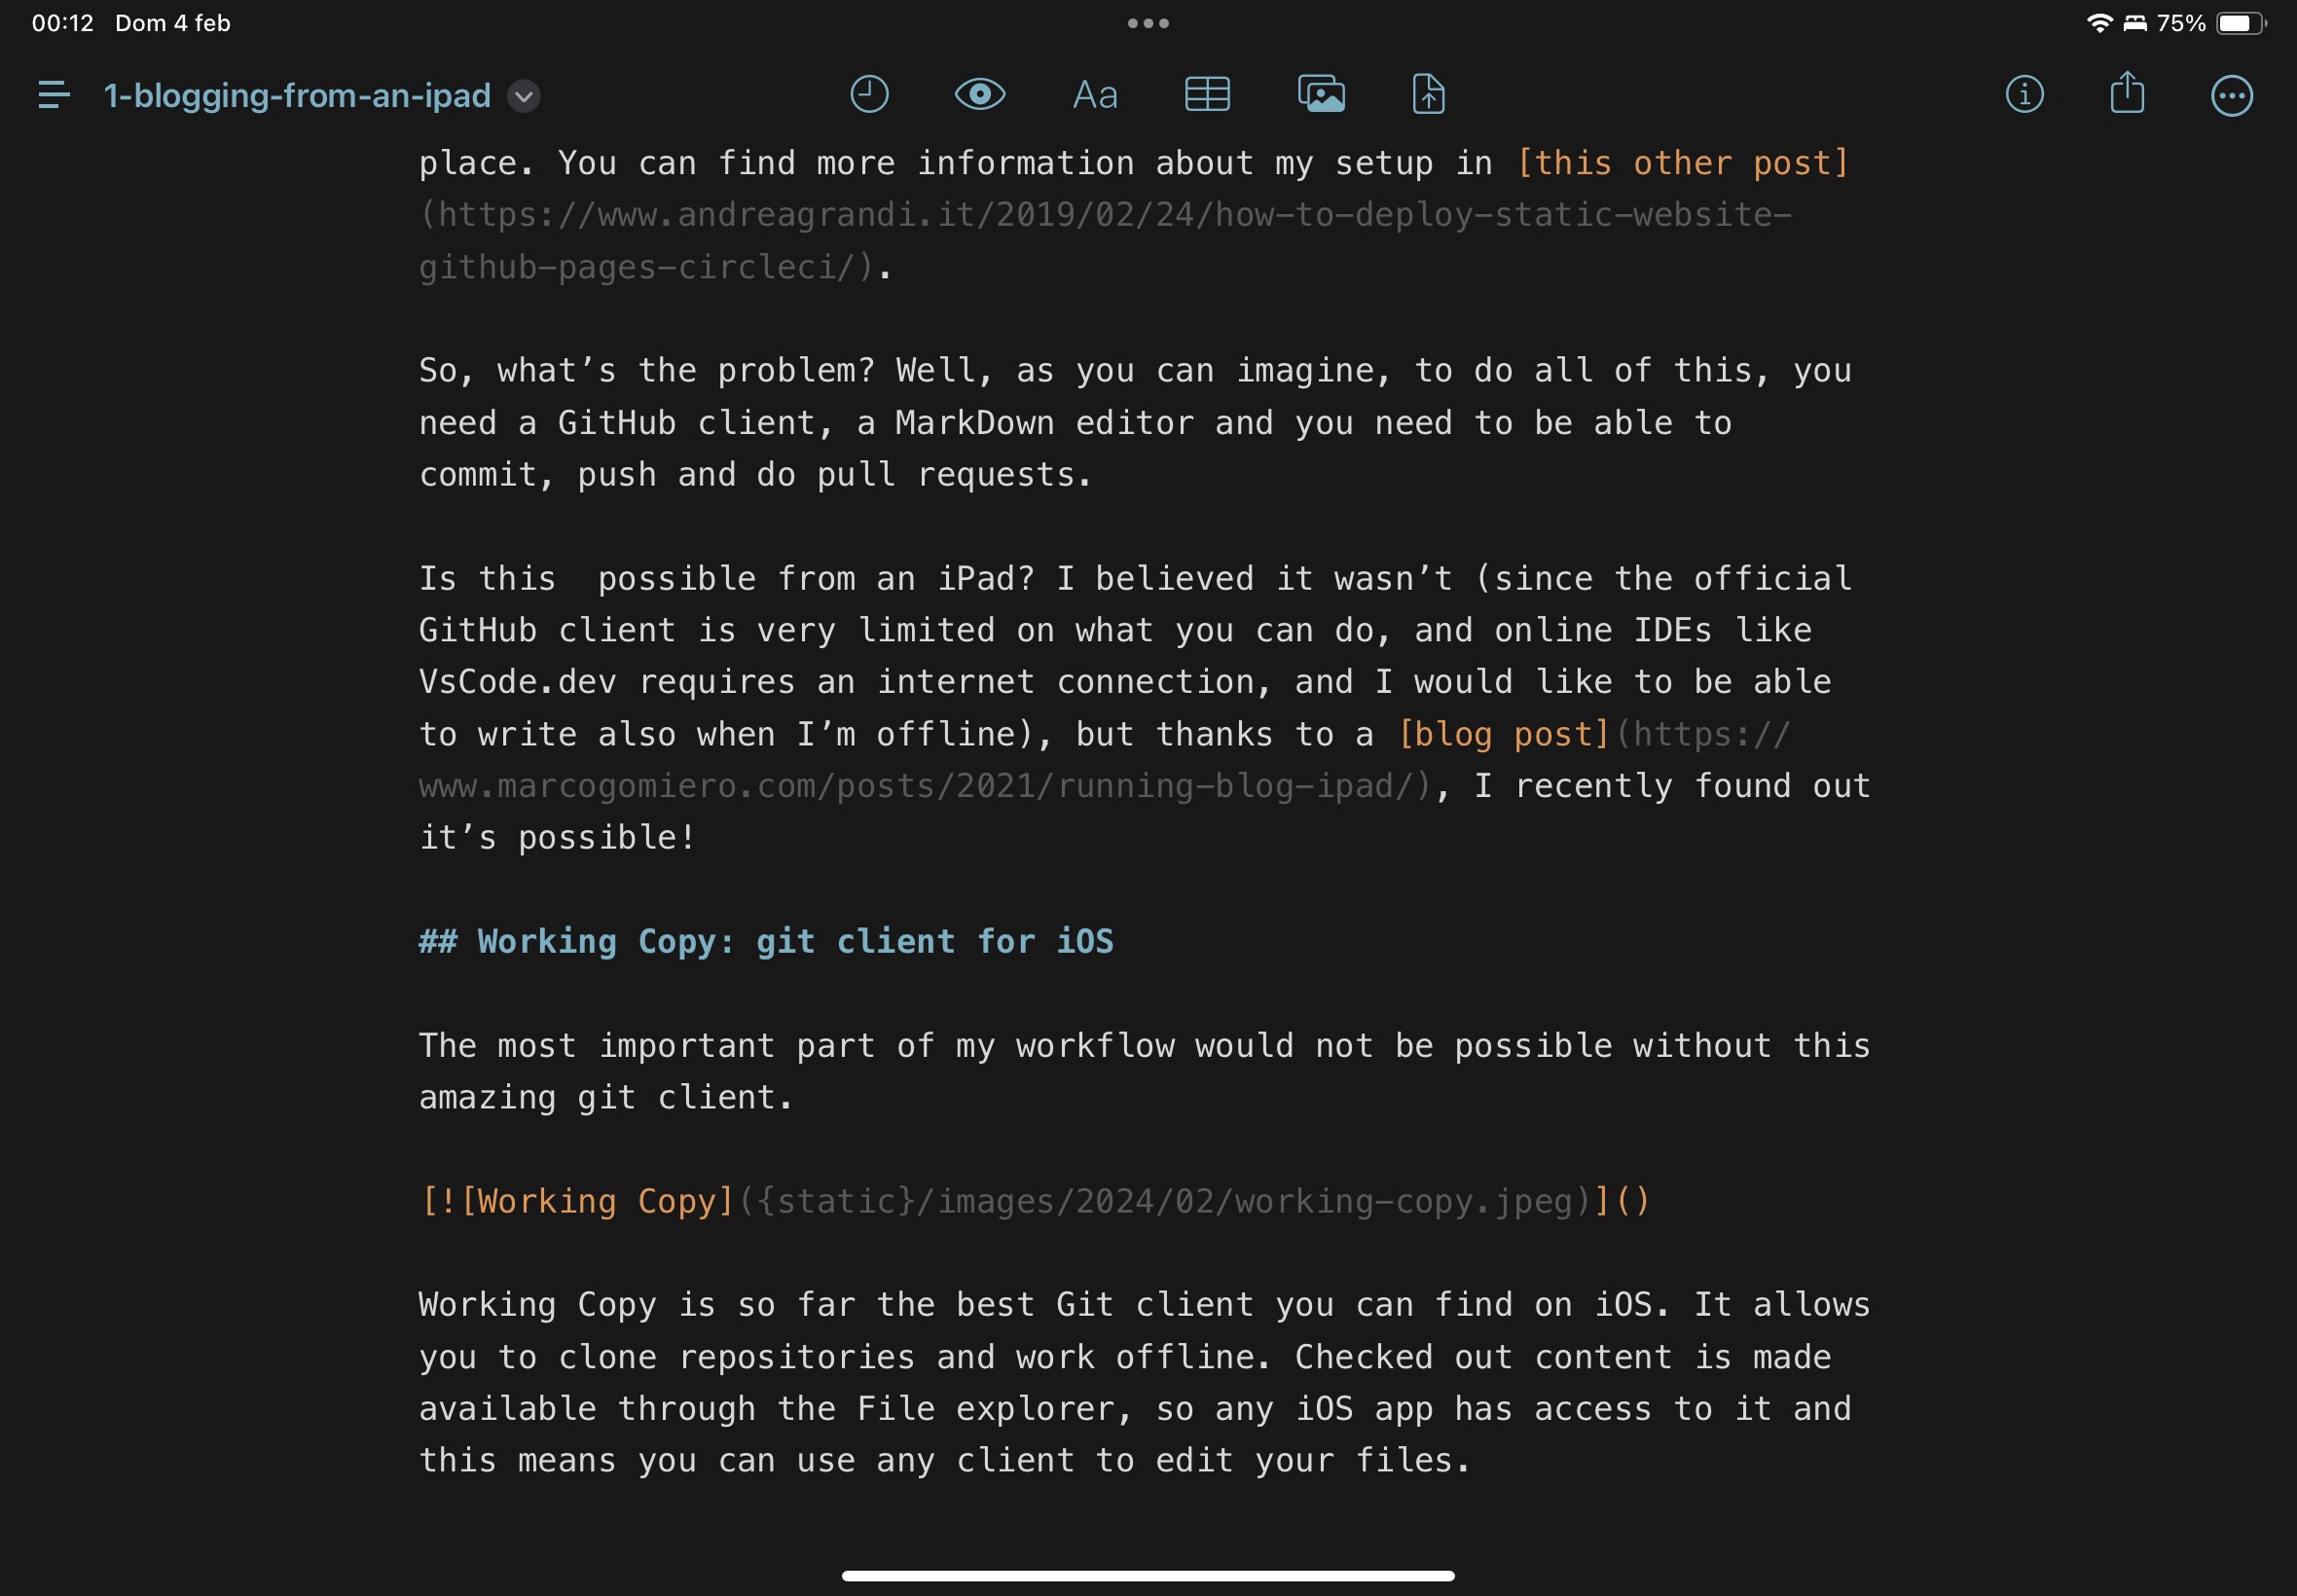 00:12 Dom 4 feb
75%
1-blogging-from-an-ipad
Aa
place. You can find more information about my setup in [this other post]
(https://www.andreagrandi.it/2019/02/24/how-to-deploy-static-website-
github-pages-circleci/).
So, what’s the problem? Well, as you can imagine, to do all of this, you
need a GitHub client, a MarkDown editor and you need to be able to
commit, push and do pull requests.
Is this  possible from an iPad? I believed it wasn’t (since the official
GitHub client is very limited on what you can do, and online IDEs like
VsCode.dev requires an internet connection, and I would like to be able
to write also when I’m offline), but thanks to a [blog post](https://
www.marcogomiero.com/posts/2021/running-blog-ipad/), I recently found out
it’s possible!
## Working Copy: git client for iOS
The most important part of my workflow would not be possible without this
amazing git client.
[![Working Copy]({static}/images/2024/02/working-copy.jpeg)]()
Working Copy is so far the best Git client you can find on iOS. It allows
you to clone repositories and work offline. Checked out content is made
available through the File explorer, so any iOS app has access to it and
this means you can use any client to edit your files.